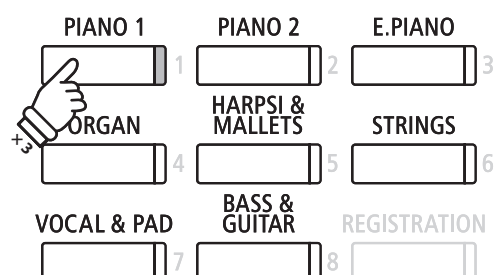 PIANO 1 PIANO 2 E.PIANO
1 2 3
+3
ORGAN HARPSI &
MALLETS STRINGS
4 5 6
VOCAL & PAD BASS &
GUITAR REGISTRATION
7 8